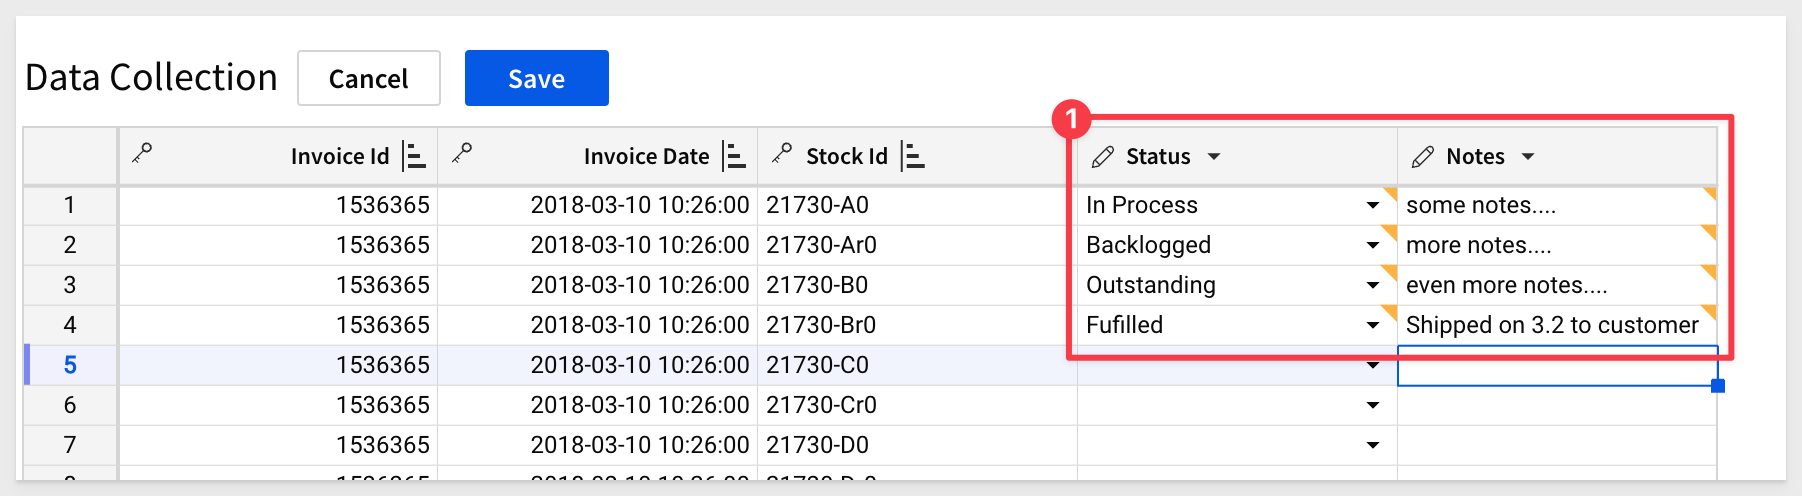 Data Collection Cancel Save
1
Invoice Id Invoice Date Stock Id Status Notes
1 1536365 2018-03-10 10:26:00 21730-A0 In Process some notes....
2 1536365 2018-03-10 10:26:00 21730-Ar0 Backlogged more notes....
3 1536365 2018-03-10 10:26:00 21730-B0 Outstanding even more notes....
4 1536365 2018-03-10 10:26:00 21730-Br0 Fufilled Shipped on 3.2 to customer
5 1536365 2018-03-10 10:26:00 21730-C0
6 1536365 2018-03-10 10:26:00 21730-Cr0
7 1536365 2018-03-10 10:26:00 21730-D0